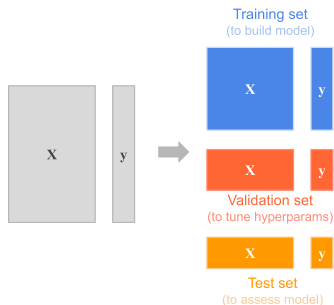 Training set
(to build model)
X y
X y
X y
Validation set
(to tune hyperparams)
X y
Test set
(to assess model)